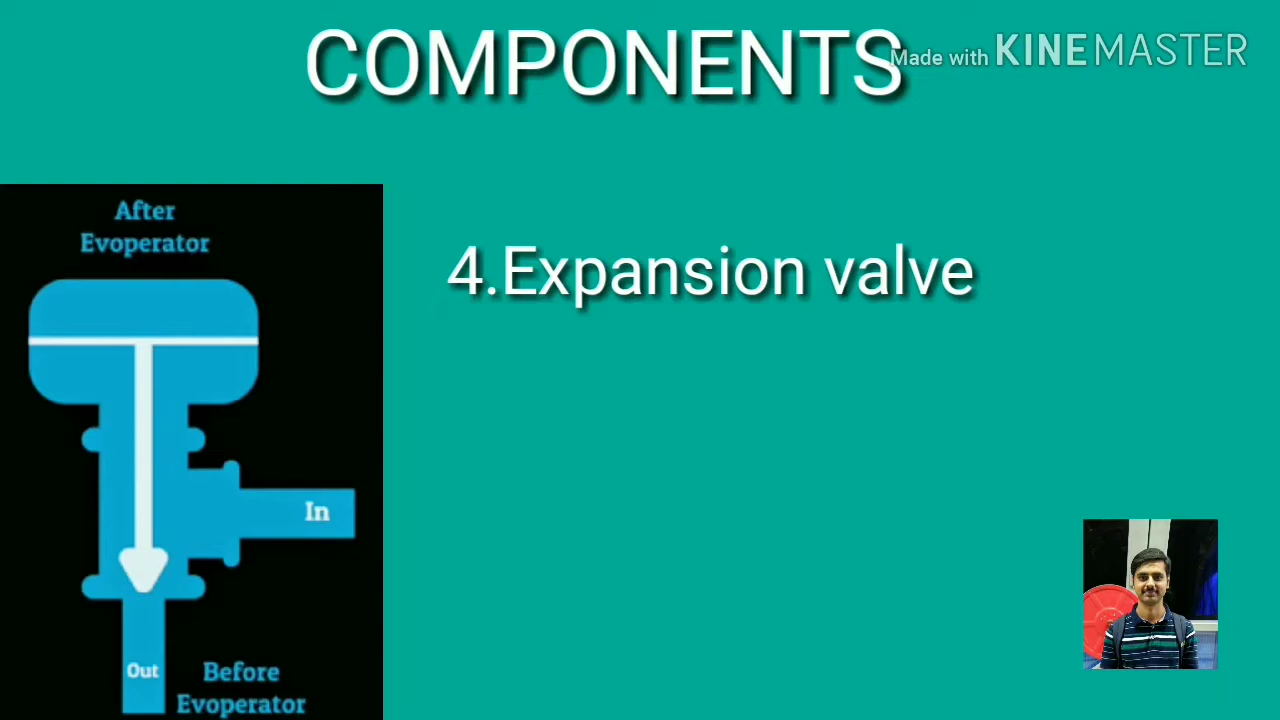 COMPONENTS
Made with KINEMASTER
After
Evoperator
4.Expansion valve
In
Out
Before
Evoperator